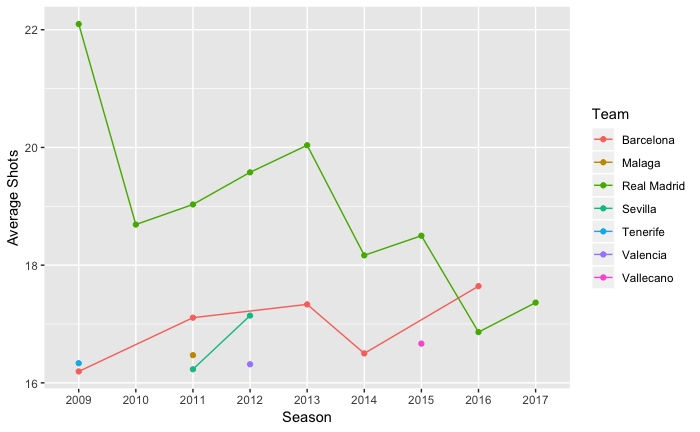 22
20
18
16
Average Shots
2009 2010 2011 2012 2013 2014 2015 2016 2017
Season
Team
Barcelona
Malaga
Real Madrid
Sevilla
Tenerife
Valencia
Vallecano